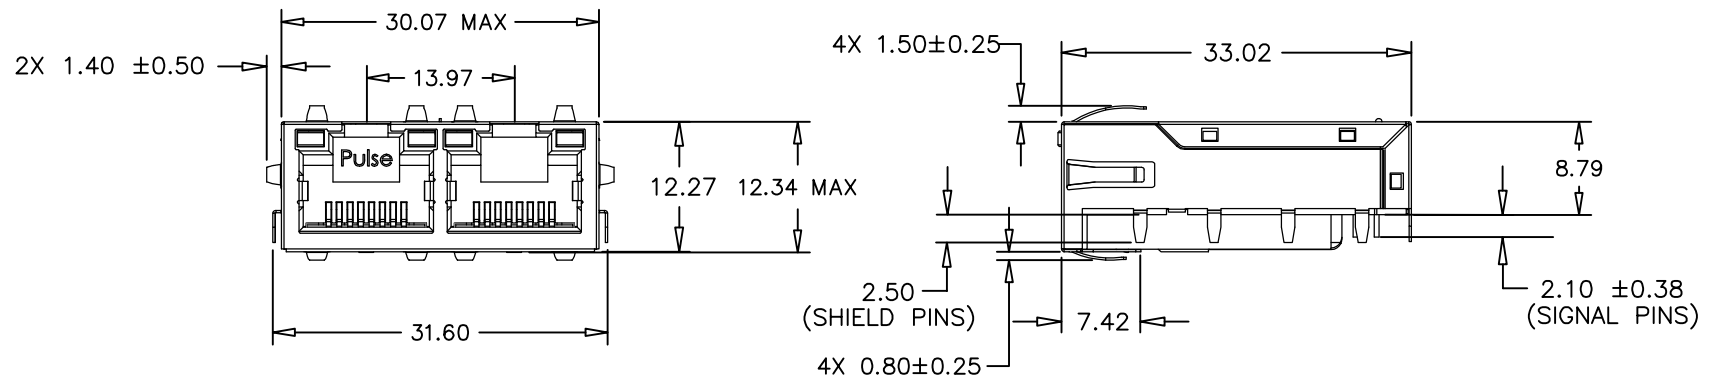 30.07 MAX
2X 1.40 ±0.50
13.97
Pulse
12.27
12.34 MAX
31.60
4X 1.50±0.25
33.02
8.79
2.50
(SHIELD PINS)
7.42
2.10 ±0.38
(SIGNAL PINS)
4X 0.80±0.25